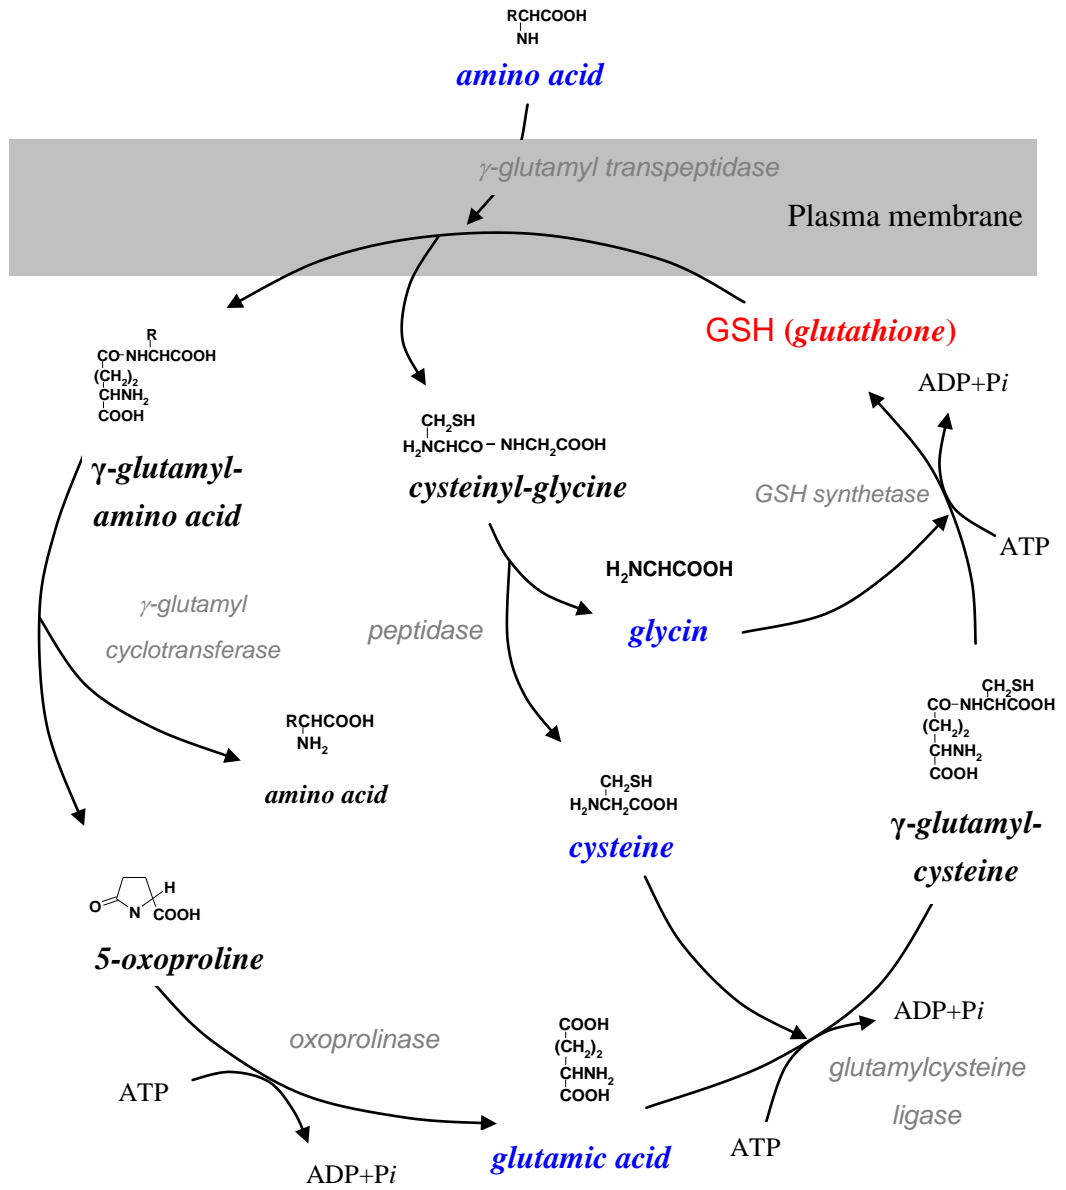 RCHCOOH
NH
amino acid
γ-glutamyl transpeptidase
Plasma membrane
GSH (glutathione)
R
CO-NHCHCOOH
(CH2)2
CHNH2
COOH
γ-glutamyl-
amino acid
CH2SH
H2NCHCO – NHCH2COOH
cysteinyl-glycine
ADP+Pi
GSH synthetase
ATP
H2NCHCOOH
glycin
γ-glutamyl
cyclotransferase
peptidase
RCHCOOH
NH2
amino acid
CH2SH
H2NCH2COOH
cysteine
CH2SH
CO-NHCHCOOH
(CH2)2
CHNH2
COOH
γ-glutamyl-
cysteine
O
N
H
COOH
5-oxoproline
oxoprolinase
ATP
ADP+Pi
COOH
(CH2)2
CHNH2
COOH
glutamic acid
ADP+Pi
glutamylcysteine
ligase
ATP